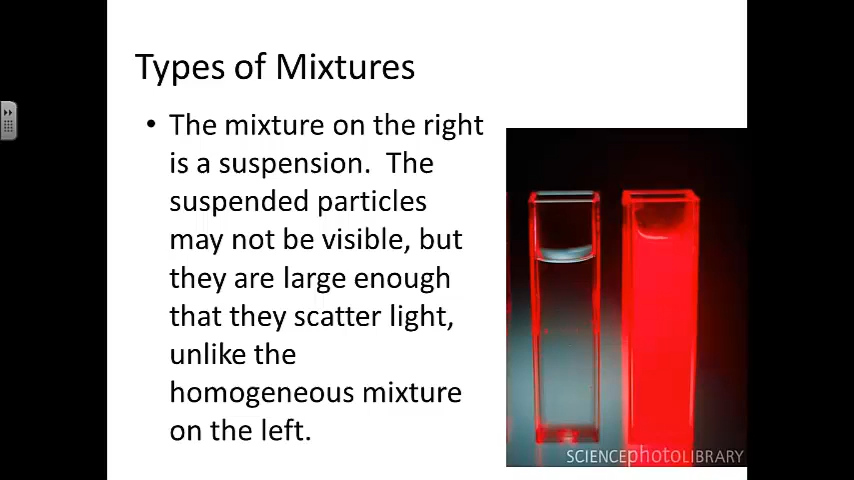 Types of Mixtures
• The mixture on the right
is a suspension. The
suspended particles
may not be visible, but
they are large enough
that they scatter light,
unlike the
homogeneous mixture
on the left.
SCIENCEphotoLIBRARY